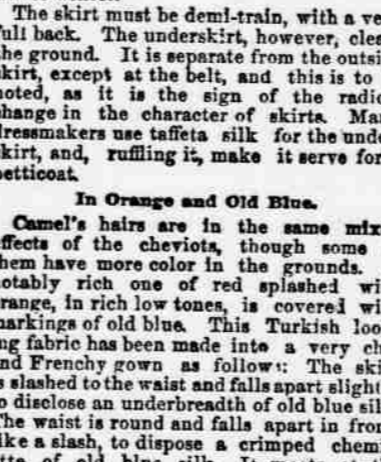 The skirt must be demi-train, with a ve
full back. The underskirt, however, clea
the ground. It is separate from the outsi
skirt, except at the belt, and this is to
noted, as it is the sign of the radic
change in the character of skirts. Man
dressmakers use taffeta silk for the unde
skirt, and, ruffling it, make it serve for
petticoat.
In Orange and Old Blue.
Camel's hairs are in the same mix
effects of the cheviots, though some
them have more color in the grounds.
notably rich one of red splashed wi
orange, in rich low tones, is covered wi
markings of old blue. This Turkish loo
ing fabric has been made into a very ch
and Frenchy gown as follows: The ski
is slashed to the waist and falls apart slight
to disclose an underbreadth of old blue sil
The waist is round and falls apart in fron
like a slash, to dispose a crimped chem
of old blue silk.